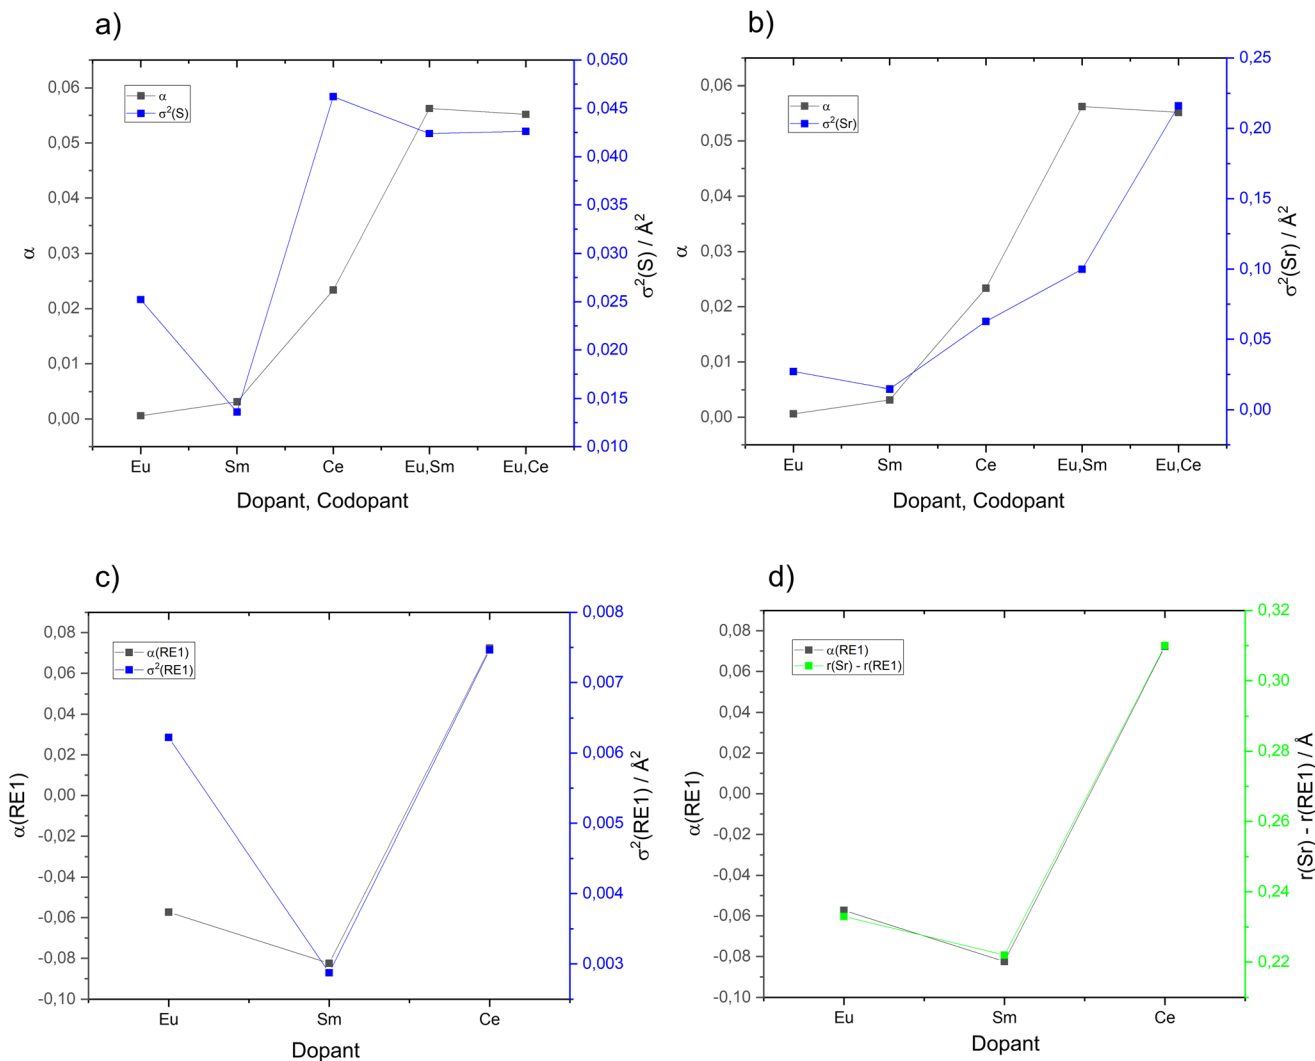 a)
α
σ²(S)
0,06
0,05
0,04
0,03
0,02
0,01
0,00
α
0,050
0,045
0,040
0,035
0,030
0,025
0,020
0,015
0,010
σ²(S) / Å²
Eu Sm Ce Eu,Sm Eu,Ce
Dopant, Codopant
b)
α
σ²(Sr)
0,06
0,05
0,04
0,03
0,02
0,01
0,00
α
0,25
0,20
0,15
0,10
0,05
0,00
σ²(Sr) / Å²
Eu Sm Ce Eu,Sm Eu,Ce
Dopant, Codopant
c)
α(RE1)
σ²(RE1)
0,08
0,06
0,04
0,02
0,00
-0,02
-0,04
-0,06
-0,08
-0,10
α(RE1)
0,008
0,007
0,006
0,005
0,004
0,003
σ²(RE1) / Å²
Eu Sm Ce
Dopant
d)
α(RE1)
r(Sr) - r(RE1)
0,08
0,06
0,04
0,02
0,00
-0,02
-0,04
-0,06
-0,08
-0,10
α(RE1)
0,32
0,30
0,28
0,26
0,24
0,22
r(Sr) - r(RE1) / Å
Eu Sm Ce
Dopant